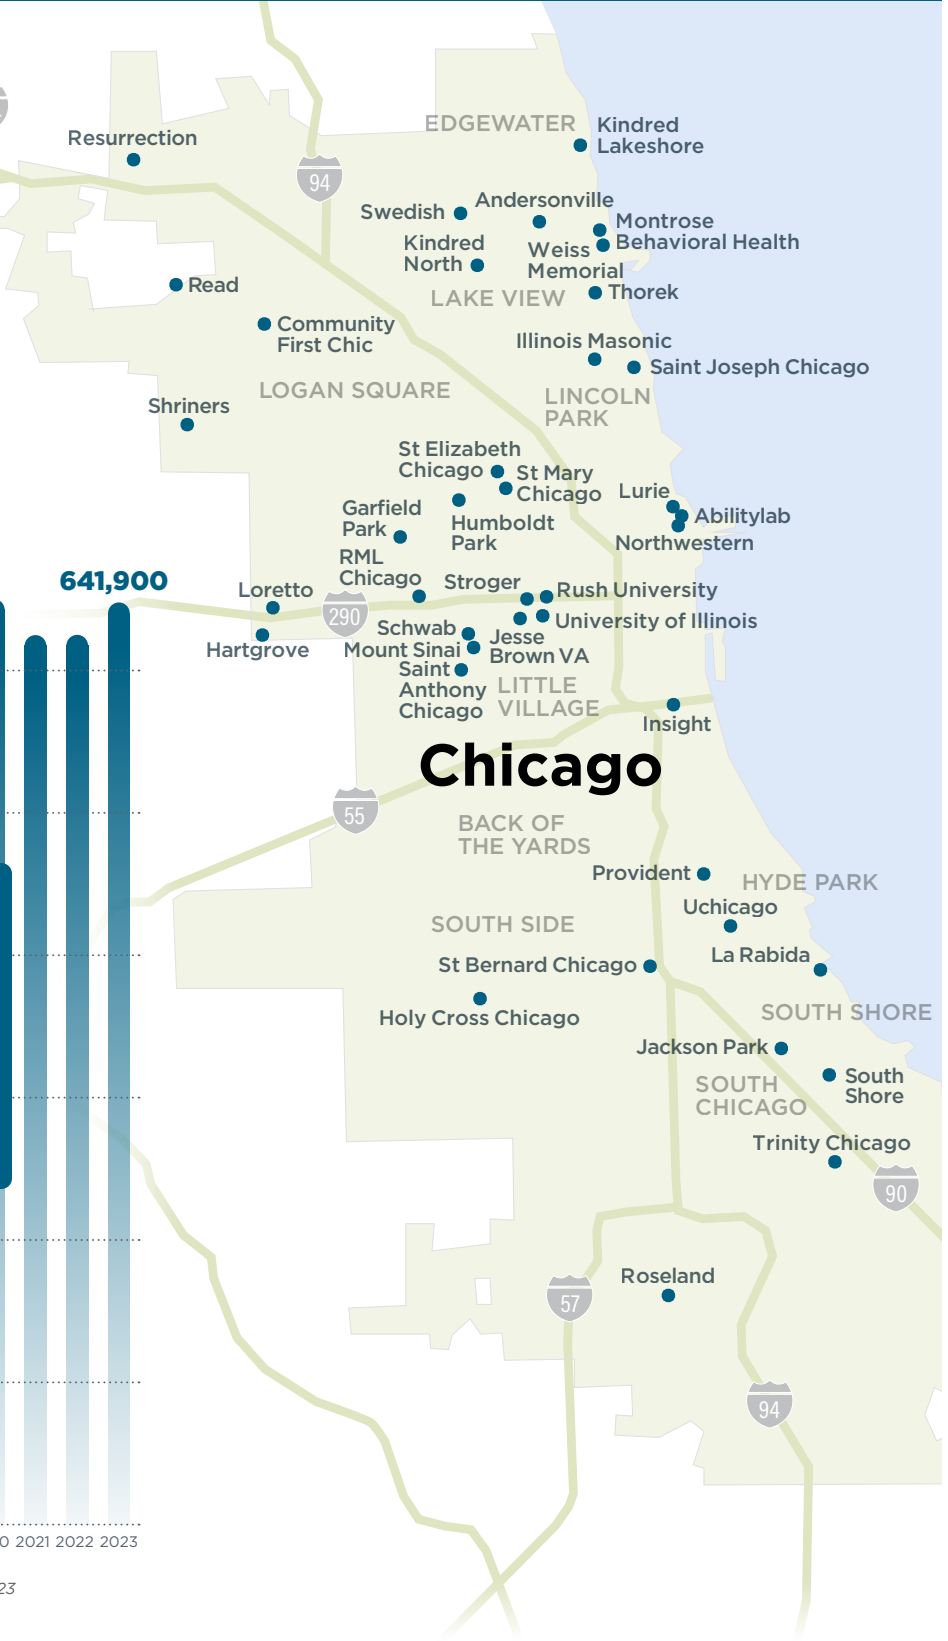 EDGEWATER
Kindred
Lakeshore
Resurrection
94
Andersonville
Swedish
Montrose
Behavioral Health
Kindred
North
Weiss
Memorial
Read
LAKE VIEW
Thorek
Community
First Chic
Illinois Masonic
Saint Joseph Chicago
LOGAN SQUARE
LINCOLN
PARK
Shriners
St Elizabeth
Chicago
St Mary
Chicago
Lurie
Garfield
Park
Humboldt
Park
Abilitylab
Northwestern
RML
Chicago
641,900
Loretto
Stroger
Rush University
290
University of Illinois
Hartgrove
Schwab
Mount Sinai
Jesse
Brown VA
Saint
Anthony
Chicago
LITTLE
VILLAGE
Insight
Chicago
55
BACK OF
THE YARDS
Provident
HYDE PARK
Uchicago
SOUTH SIDE
La Rabida
St Bernard Chicago
Holy Cross Chicago
SOUTH SHORE
Jackson Park
South
Shore
SOUTH
CHICAGO
Trinity Chicago
90
Roseland
57
94
0 2021 2022 2023
23